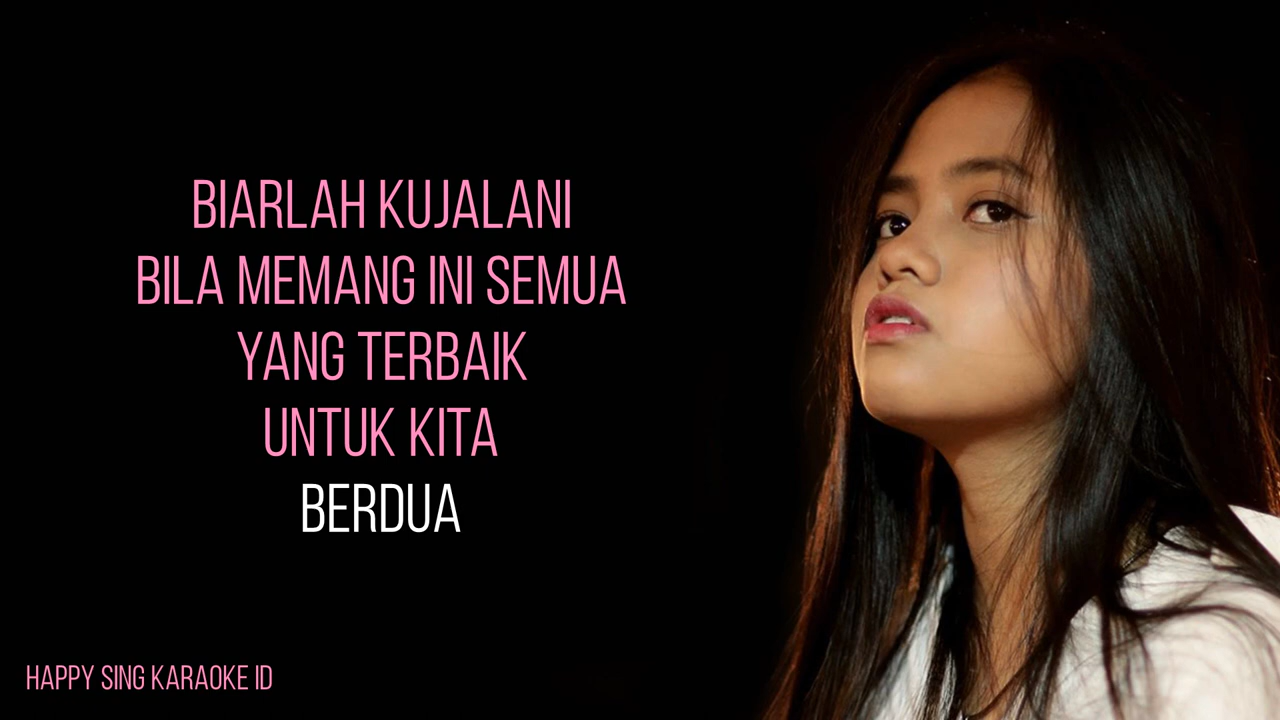 BIARLAH KUJALANI
BILA MEMANG INI SEMUA
YANG TERBAIK
UNTUK KITA
BERDUA
HAPPY SING KARAOKE ID